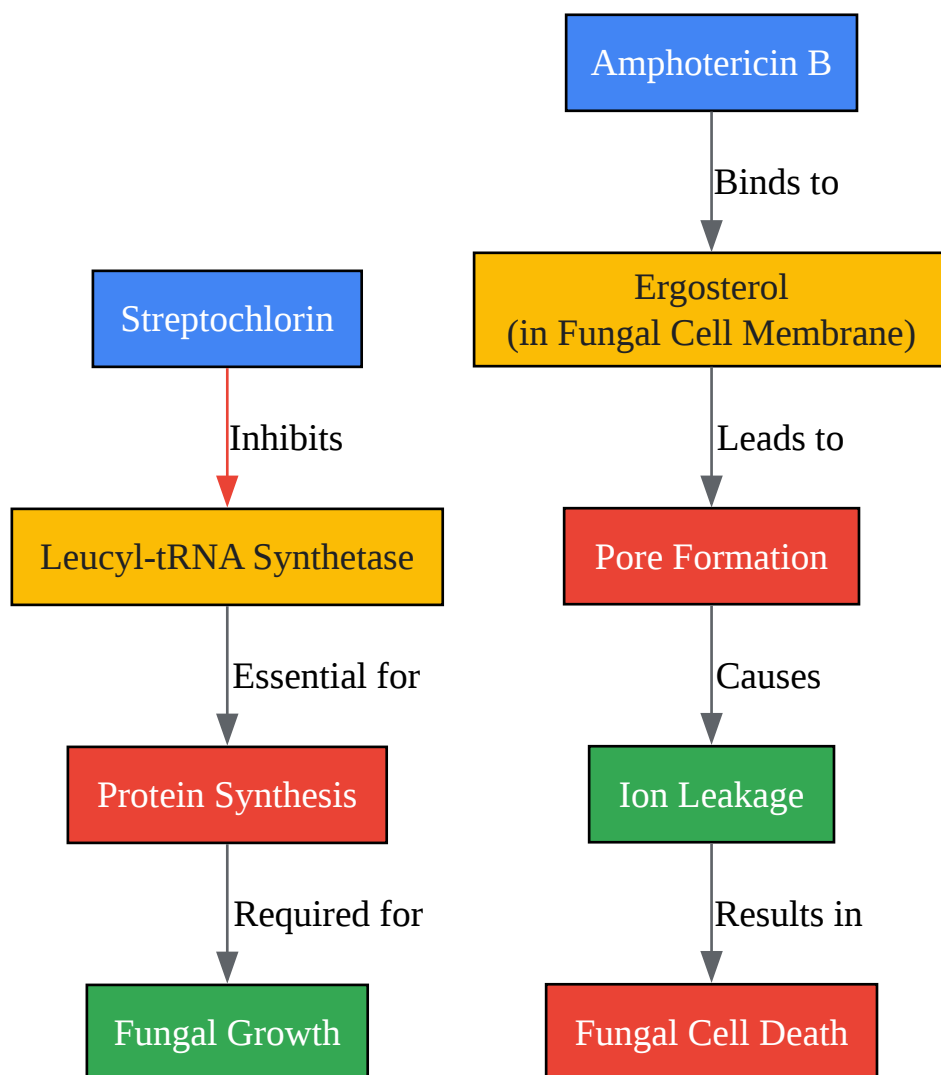 Streptochlorin
Inhibits
Leucyl-tRNA Synthetase
Essential for
Protein Synthesis
Required for
Fungal Growth
Amphotericin B
Binds to
Ergosterol
(in Fungal Cell Membrane)
Leads to
Pore Formation
Causes
Ion Leakage
Results in
Fungal Cell Death